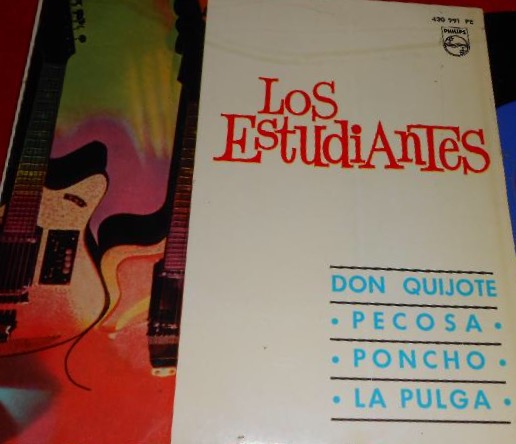 430 991 PE
PHILIPS
LOS
ESTUDIANTES
DON QUIJOTE
• PECOSA •
• PONCHO •
• LA PULGA •